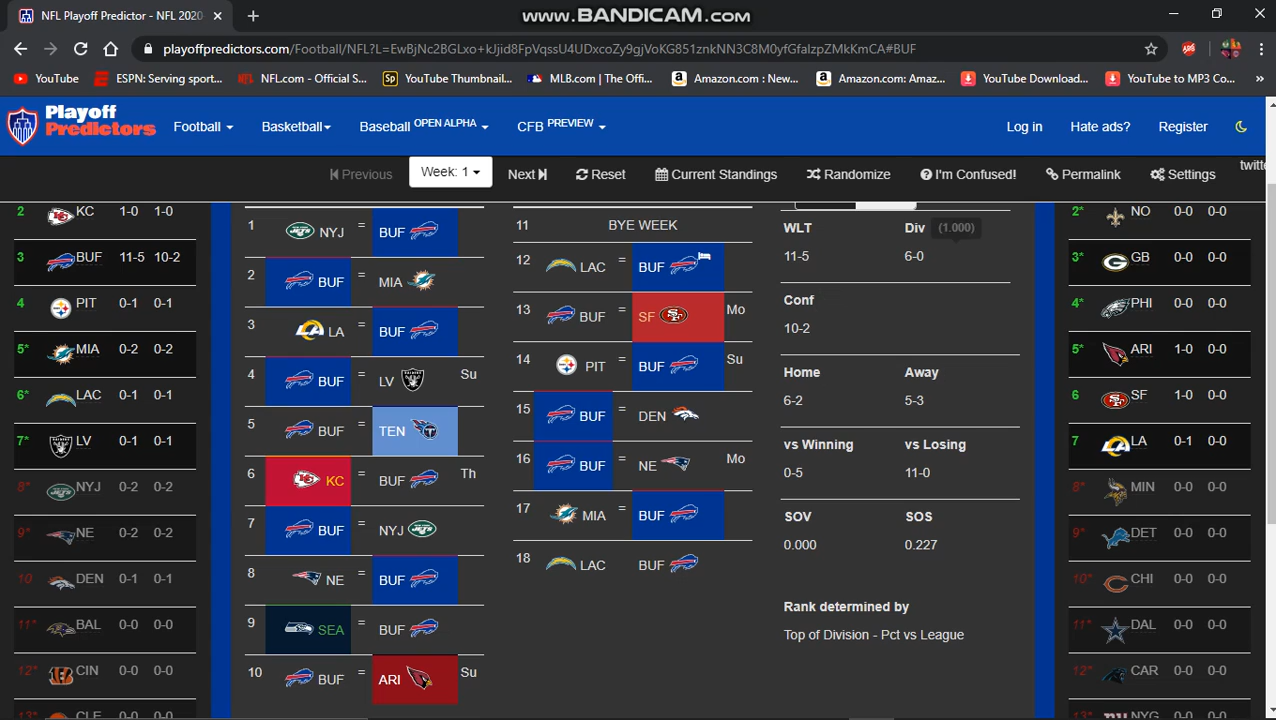 NFL Playoff Predictor - NFL 2020
www.BANDICAM.com
playoffpredictors.com/Football/NFL?L=EwBjNc2BGLxo+kJjid8FpVqssU4UDxcoZy9gjVoKG851znkNN3C8M0yfGfaIzpZMkKmCA#BUF
YouTube ESPN: Serving sport... NFL.com - Official S... YouTube Thumbnail... MLB.com | The Offi... Amazon.com : New... Amazon.com: Amaz... YouTube Download... YouTube to MP3 Co... »
Playoff Predictors
Football Basketball Baseball OPEN ALPHA CFB PREVIEW Log in Hate ads? Register
Previous Week: 1 Next Reset Current Standings Randomize I'm Confused! Permalink Settings twitte
2 KC 1-0 1-0
3 BUF 11-5 10-2
4 PIT 0-1 0-1
5* MIA 0-2 0-2
6* LAC 0-1 0-1
7* LV 0-1 0-1
8* NYJ 0-2 0-2
9* NE 0-2 0-2
10 DEN 0-1 0-1
11* BAL 0-0 0-0
12* CIN 0-0 0-0
13* CLE 0-0 0-0
1 NYJ BUF
2 BUF = MIA
3 LA = BUF
4 BUF = LV Su
5 BUF = TEN
6 KC = BUF Th
7 BUF = NYJ
8 NE = BUF
9 SEA = BUF
10 BUF = ARI Su
11 BYE WEEK
12 LAC = BUF
13 BUF = SF Mo
14 PIT = BUF Su
15 BUF = DEN
16 BUF = NE Mo
17 MIA = BUF
18 LAC BUF
WLT Div (1.000)
11-5 6-0
Conf
10-2
Home Away
6-2 5-3
vs Winning vs Losing
0-5 11-0
SOV SOS
0.000 0.227
Rank determined by
Top of Division - Pct vs League
2* NO 0-0 0-0
3* GB 0-0 0-0
4* PHI 0-0 0-0
5* ARI 1-0 0-0
6 SF 1-0 0-0
7 LA 0-1 0-0
8* MIN 0-0 0-0
9* DET 0-0 0-0
10* CHI 0-0 0-0
11* DAL 0-0 0-0
12* CAR 0-0 0-0
13* NYG 0-0 0-0